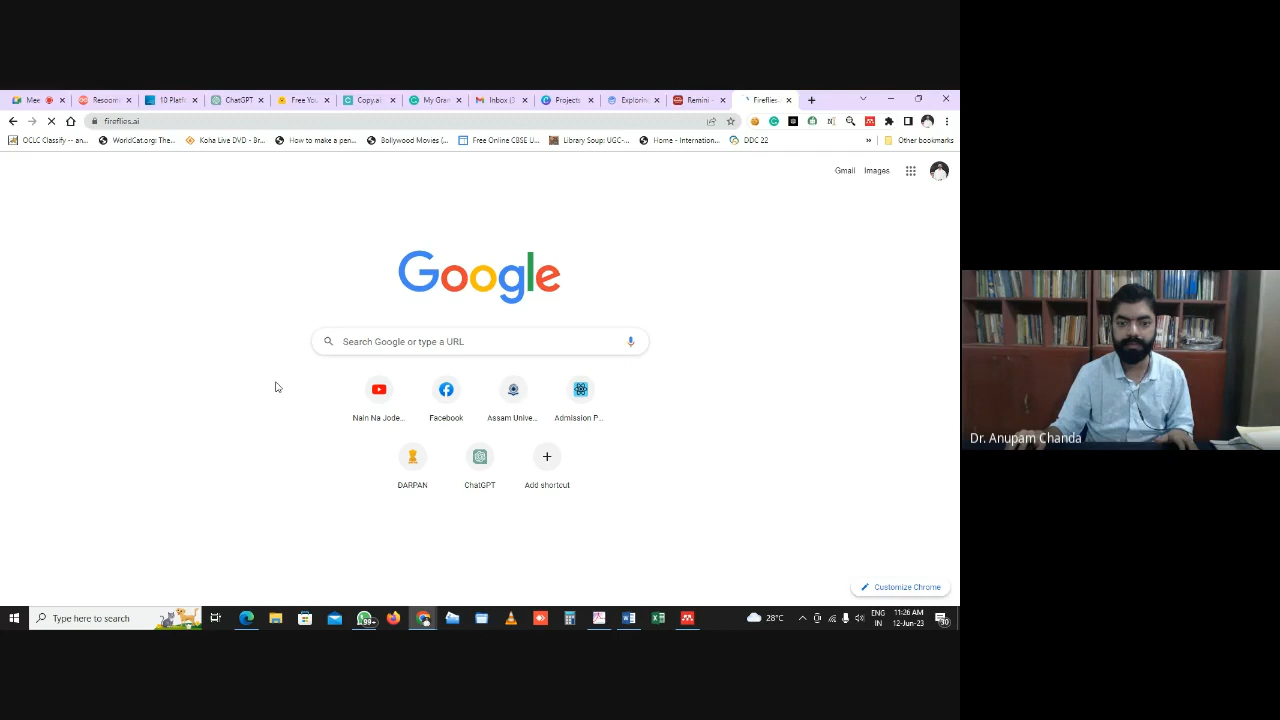 Mee
Resoom
10 Platf
ChatGPT
Free You
Copy.ai:
My Gran
Inbox (3
Projects
Explorin
Remini -
Fireflies.
fireflies.ai
OCLC Classify -- an...
WorldCat.org: The...
Koha Live DVD - Br...
How to make a pen...
Bollywood Movies (...
Free Online CBSE U...
Library Soup: UGC-...
Home - Internation...
DDC 22
»
Other bookmarks
Gmail
Images
Google
Search Google or type a URL
Nain Na Jode...
Facebook
Assam Unive...
Admission P...
DARPAN
ChatGPT
Add shortcut
Customize Chrome
Dr. Anupam Chanda
Type here to search
99+
28°C
ENG
IN
11:26 AM
12-Jun-23
30